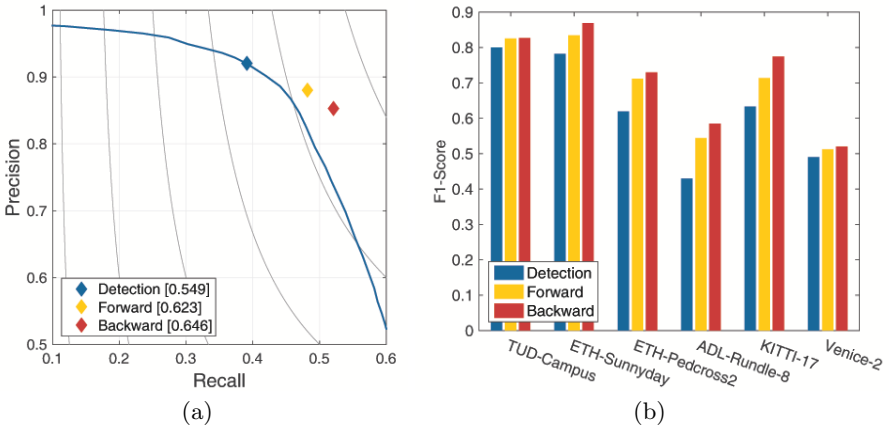 1
0.9
0.8
0.7
0.6
0.5
Precision
0.1 0.2 0.3 0.4 0.5 0.6
Recall
Detection [0.549]
Forward [0.623]
Backward [0.646]
(a)
0.9
0.8
0.7
0.6
0.5
0.4
0.3
0.2
0.1
0
F1-Score
Detection
Forward
Backward
TUD-Campus
ETH-Sunnyday
ETH-Pedcross2
ADL-Rundle-8
KITTI-17
Venice-2
(b)